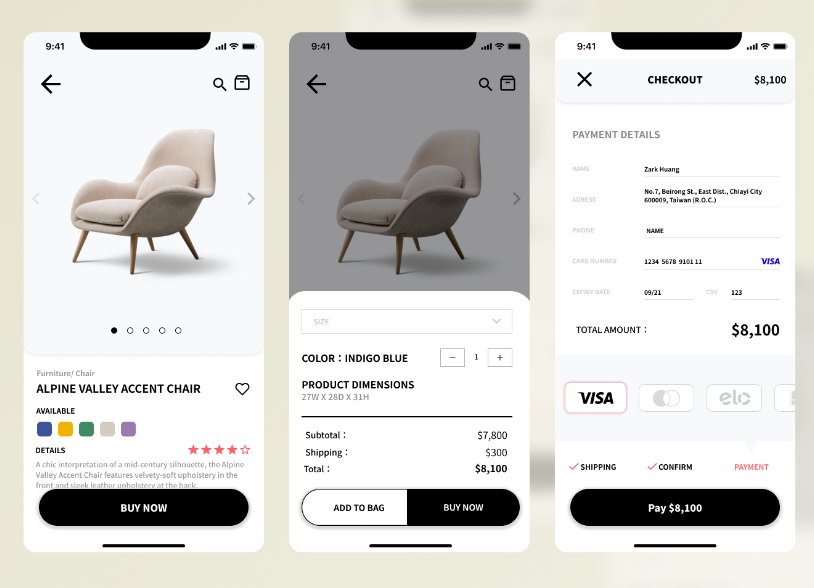 9:41
Furniture/ Chair
ALPINE VALLEY ACCENT CHAIR
AVAILABLE
DETAILS
A chic interpretation of a mid-century silhouette, the Alpine
Valley Accent Chair features velvety-soft upholstery in the
front and sleek leather upholstery at the back.
BUY NOW
9:41
SIZE
COLOR：INDIGO BLUE
− 1 +
PRODUCT DIMENSIONS
27W X 28D X 31H
Subtotal： $7,800
Shipping： $300
Total： $8,100
ADD TO BAG
BUY NOW
9:41
CHECKOUT
$8,100
PAYMENT DETAILS
NAME Zark Huang
ADRESS No.7, Beirong St., East Dist., Chiayi City
600009, Taiwan (R.O.C.)
PHONE NAME
CARD NUMBER 1234 5678 9101 11 VISA
EXPIRY DATE 09/21 CVV 123
TOTAL AMOUNT： $8,100
VISA
elo
SHIPPING
CONFIRM
PAYMENT
Pay $8,100